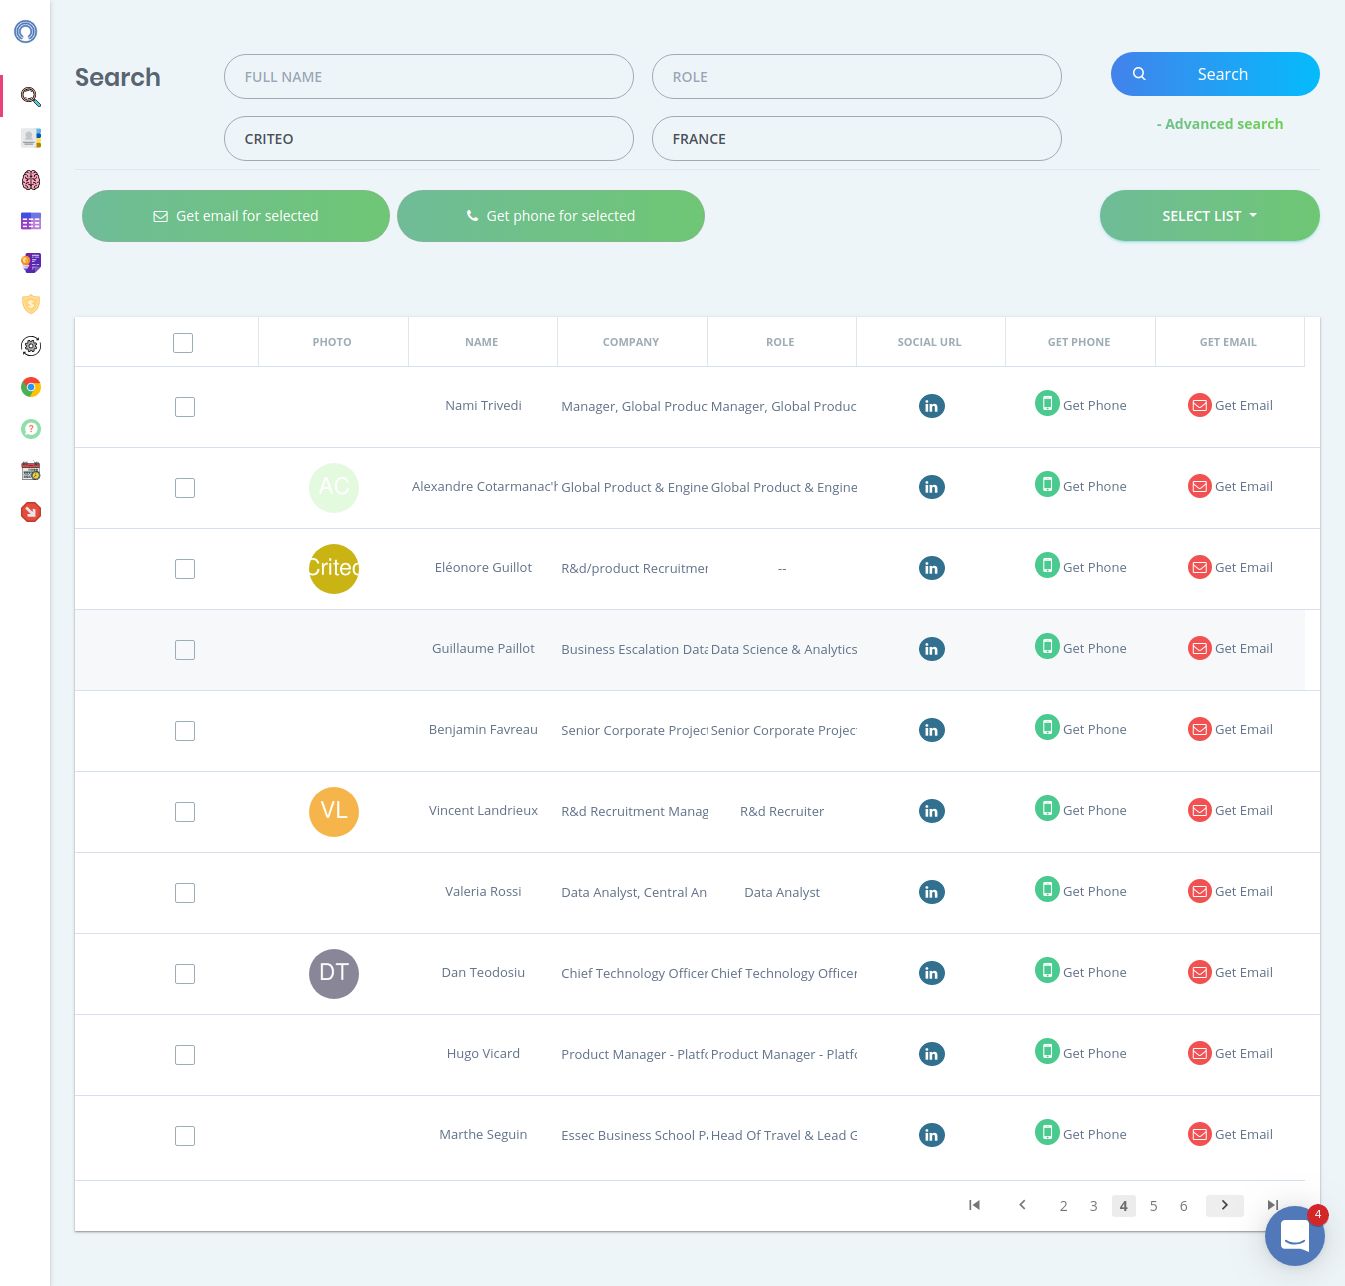 Search
FULL NAME
ROLE
Search
CRITEO
FRANCE
- Advanced search
Get email for selected
Get phone for selected
SELECT LIST
PHOTO NAME COMPANY ROLE SOCIAL URL GET PHONE GET EMAIL
Nami Trivedi Manager, Global Produc Manager, Global Produc in Get Phone Get Email
AC Alexandre Cotarmanac'h Global Product & Engine Global Product & Engine in Get Phone Get Email
Criteo Eléonore Guillot R&d/product Recruitmen -- in Get Phone Get Email
Guillaume Paillot Business Escalation Data Data Science & Analytics in Get Phone Get Email
Benjamin Favreau Senior Corporate Project Senior Corporate Project in Get Phone Get Email
VL Vincent Landrieux R&d Recruitment Manag R&d Recruiter in Get Phone Get Email
Valeria Rossi Data Analyst, Central An Data Analyst in Get Phone Get Email
DT Dan Teodosiu Chief Technology Officer Chief Technology Officer in Get Phone Get Email
Hugo Vicard Product Manager - Platfo Product Manager - Platfo in Get Phone Get Email
Marthe Seguin Essec Business School P Head Of Travel & Lead G in Get Phone Get Email
2 3 4 5 6
4